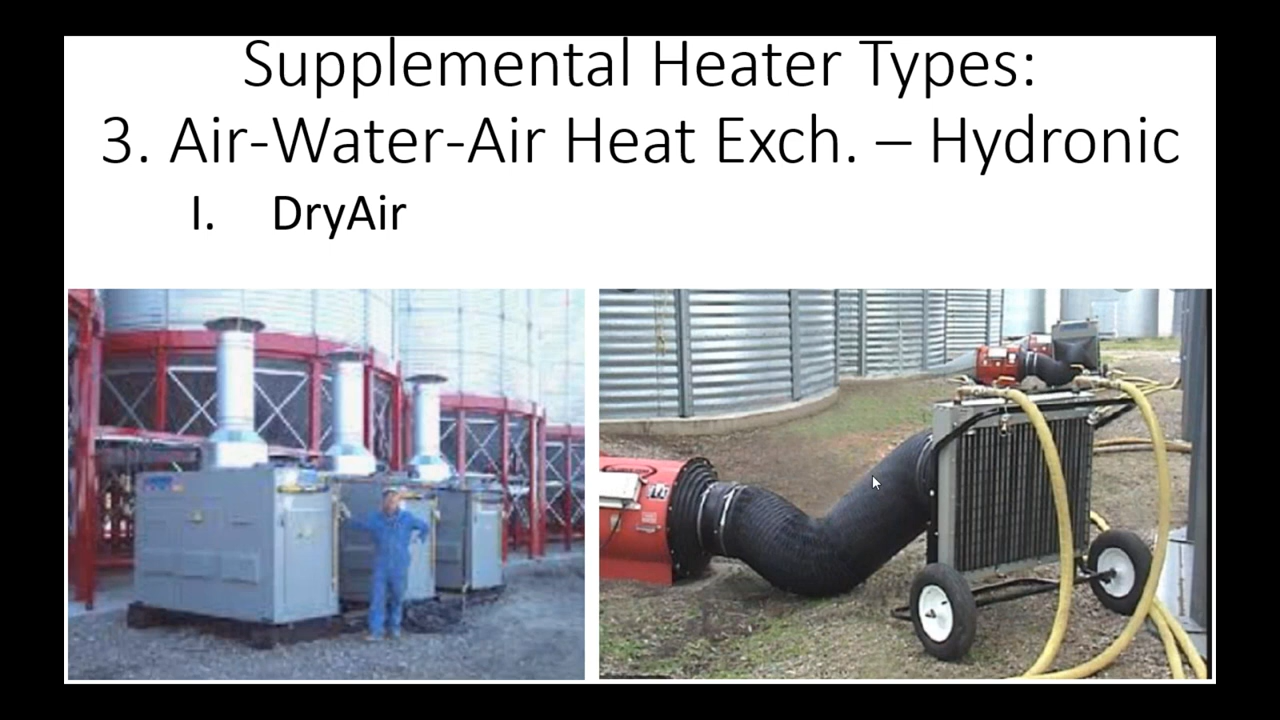 Supplemental Heater Types:
3. Air-Water-Air Heat Exch. – Hydronic
I. DryAir